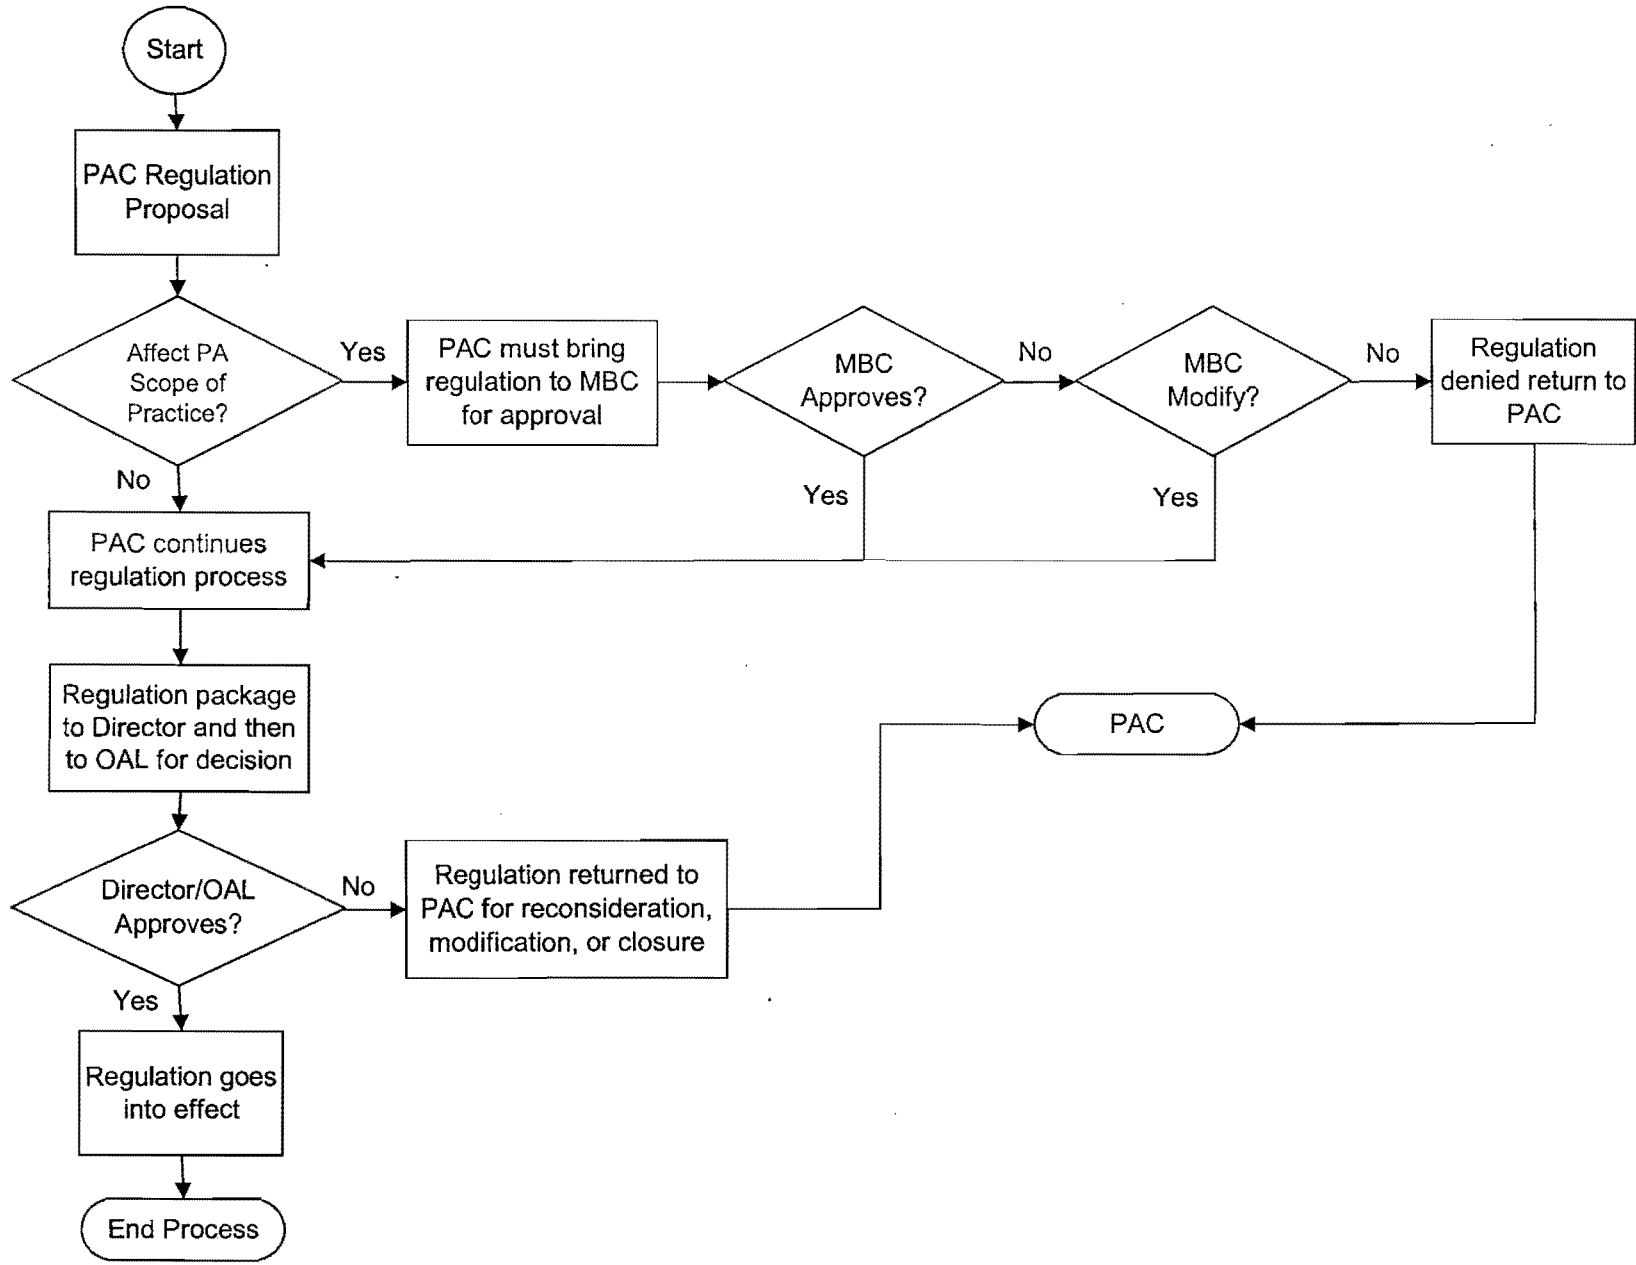 Start
PAC Regulation
Proposal
Affect PA
Scope of
Practice?
Yes
PAC must bring
regulation to MBC
for approval
MBC
Approves?
No
MBC
Modify?
No
Regulation
denied return to
PAC
No
Yes
Yes
PAC continues
regulation process
Regulation package
to Director and then
to OAL for decision
PAC
Director/OAL
Approves?
No
Regulation returned to
PAC for reconsideration,
modification, or closure
Yes
Regulation goes
into effect
End Process